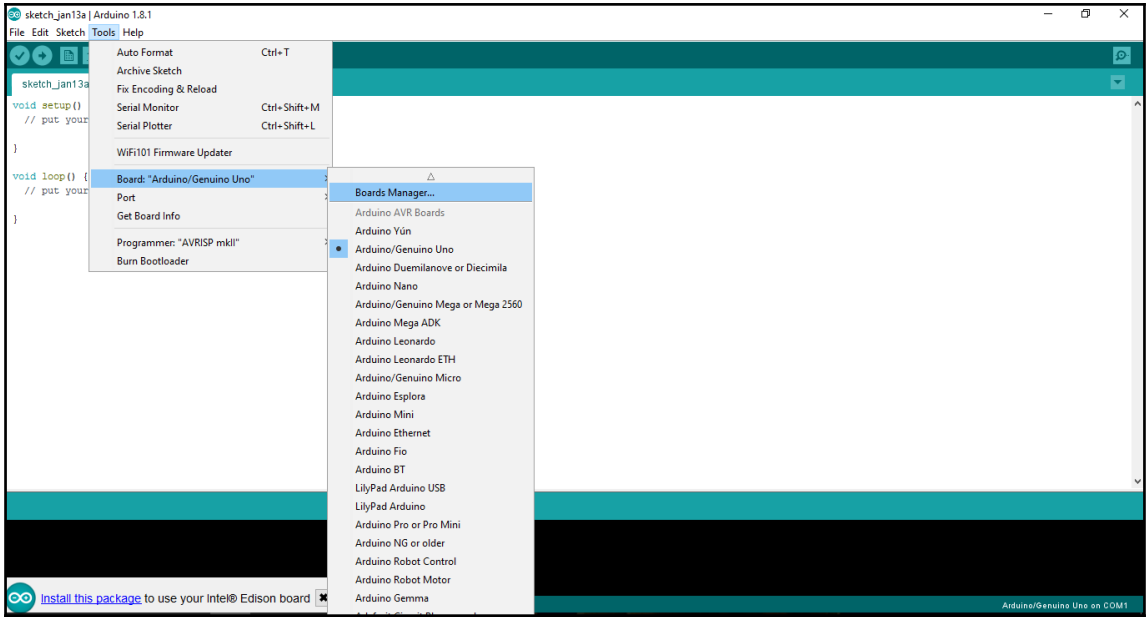 sketch_jan13a | Arduino 1.8.1
File Edit Sketch Tools Help
sketch_jan13a
void setup()
// put your
}
void loop() {
// put your
}
Auto Format Ctrl+T
Archive Sketch
Fix Encoding & Reload
Serial Monitor Ctrl+Shift+M
Serial Plotter Ctrl+Shift+L
WiFi101 Firmware Updater
Board: "Arduino/Genuino Uno"
Port
Get Board Info
Programmer: "AVRISP mkII"
Burn Bootloader
Boards Manager...
Arduino AVR Boards
Arduino Yún
Arduino/Genuino Uno
Arduino Duemilanove or Diecimila
Arduino Nano
Arduino/Genuino Mega or Mega 2560
Arduino Mega ADK
Arduino Leonardo
Arduino Leonardo ETH
Arduino/Genuino Micro
Arduino Esplora
Arduino Mini
Arduino Ethernet
Arduino Fio
Arduino BT
LilyPad Arduino USB
LilyPad Arduino
Arduino Pro or Pro Mini
Arduino NG or older
Arduino Robot Control
Arduino Robot Motor
Arduino Gemma
Install this package to use your Intel® Edison board
Arduino/Genuino Uno on COM1